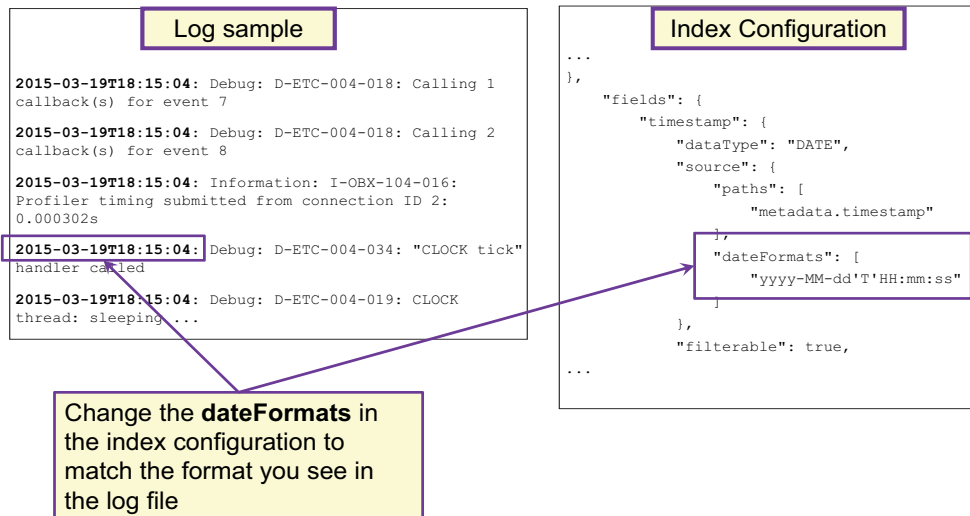 Log sample
2015-03-19T18:15:04: Debug: D-ETC-004-018: Calling 1
callback(s) for event 7
2015-03-19T18:15:04: Debug: D-ETC-004-018: Calling 2
callback(s) for event 8
2015-03-19T18:15:04: Information: I-OBX-104-016:
Profiler timing submitted from connection ID 2:
0.000302s
2015-03-19T18:15:04: Debug: D-ETC-004-034: "CLOCK tick"
handler called
2015-03-19T18:15:04: Debug: D-ETC-004-019: CLOCK
thread: sleeping ...
Index Configuration
...
},
"fields": {
"timestamp": {
"dataType": "DATE",
"source": {
"paths": [
"metadata.timestamp"
],
"dateFormats": [
"yyyy-MM-dd'T'HH:mm:ss"
]
},
"filterable": true,
...
Change the dateFormats in
the index configuration to
match the format you see in
the log file